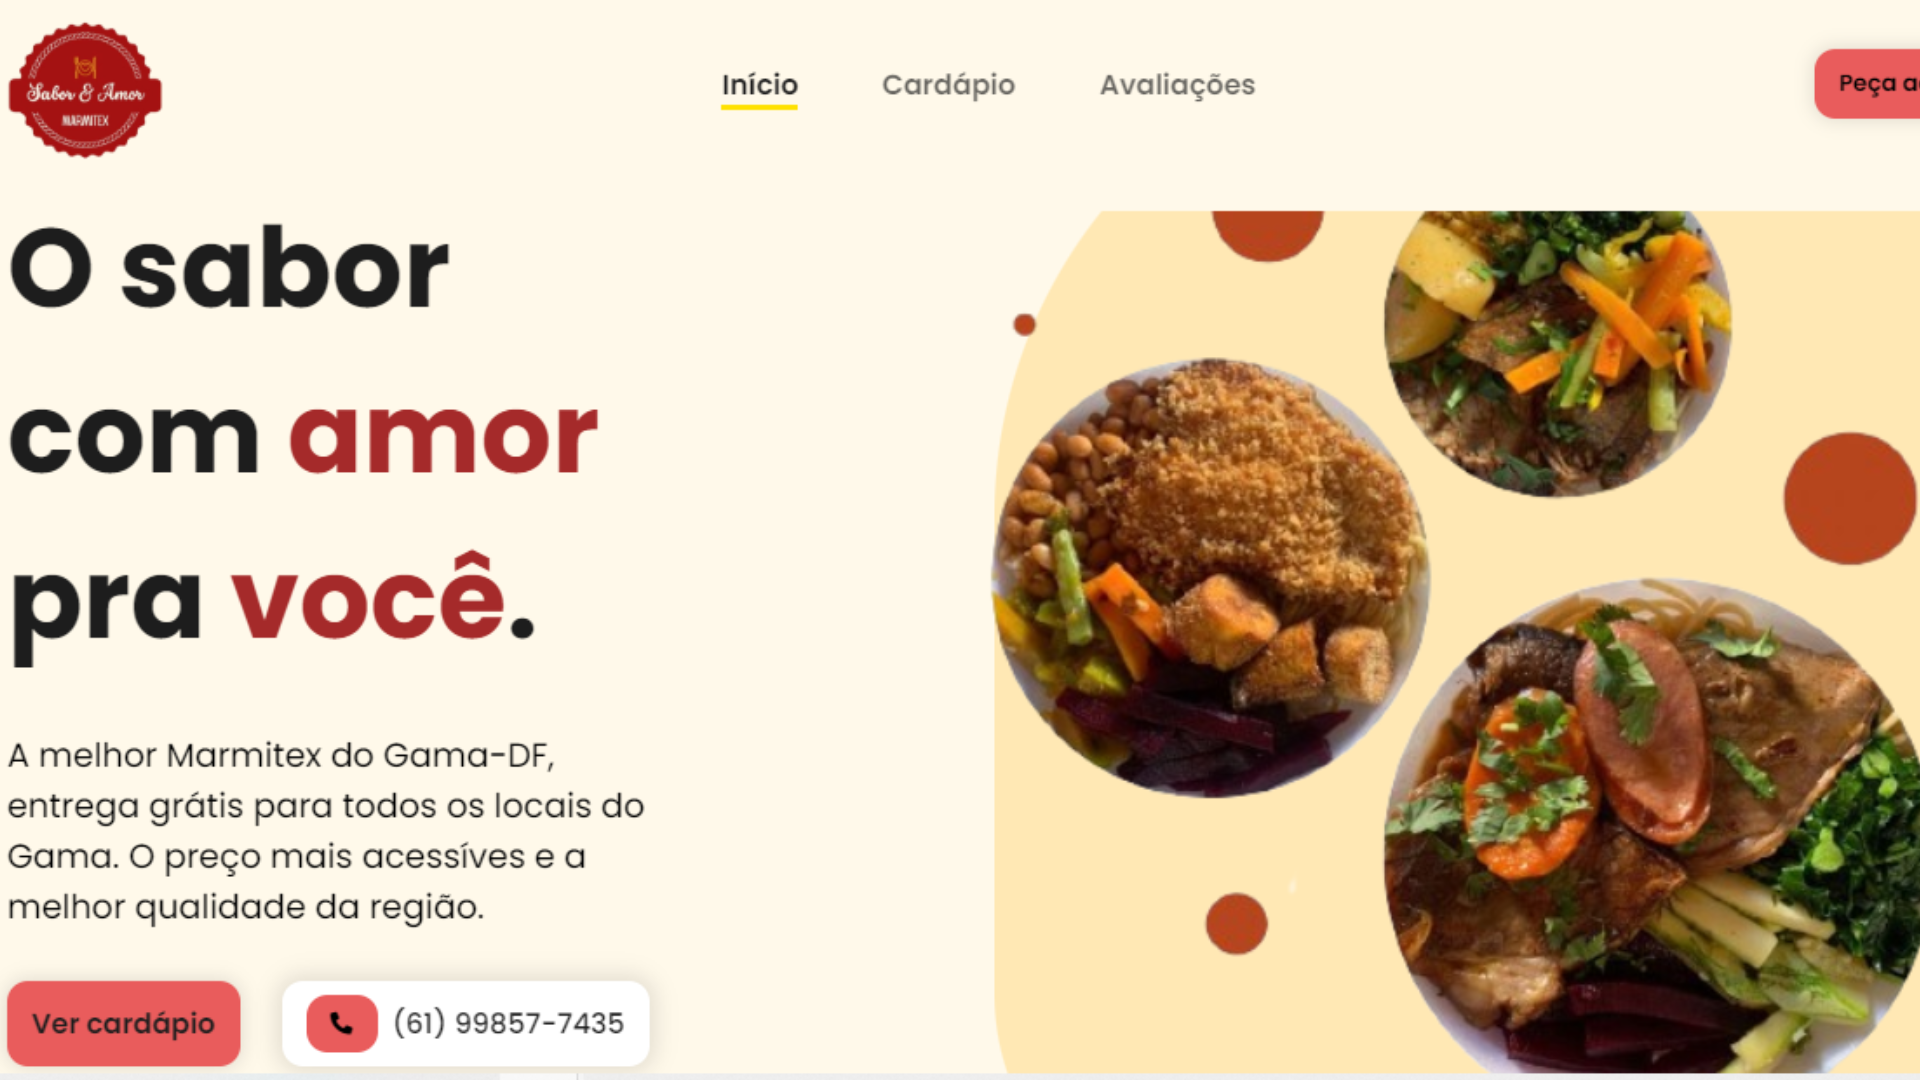 Sabor & Amor
MARMITEX
Início
Cardápio
Avaliações
Peça a
O sabor
com amor
pra você.
A melhor Marmitex do Gama-DF,
entrega grátis para todos os locais do
Gama. O preço mais acessíves e a
melhor qualidade da região.
Ver cardápio
(61) 99857-7435